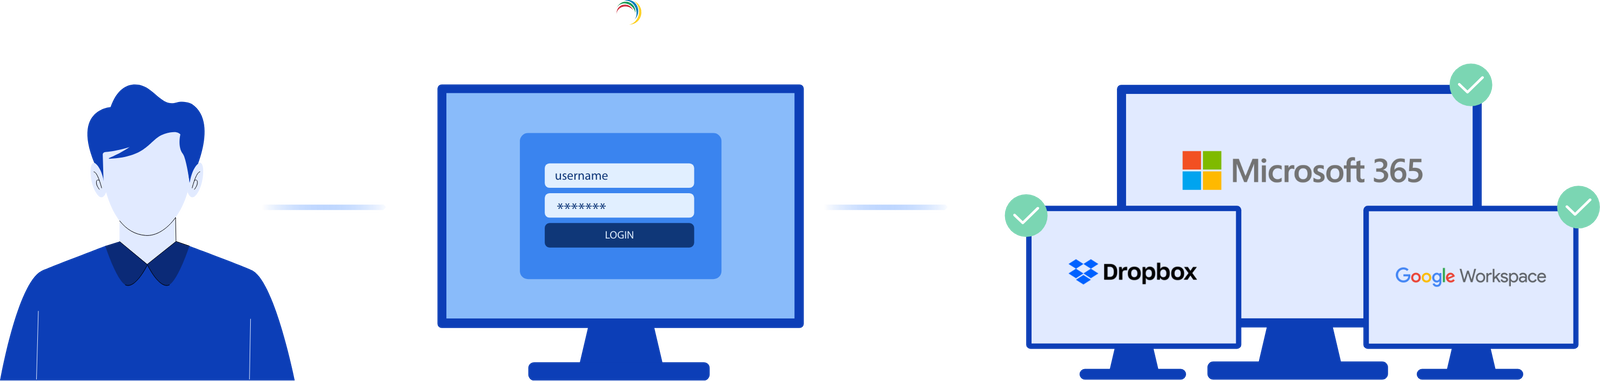 username
*******
LOGIN
Microsoft 365
Dropbox
Google Workspace